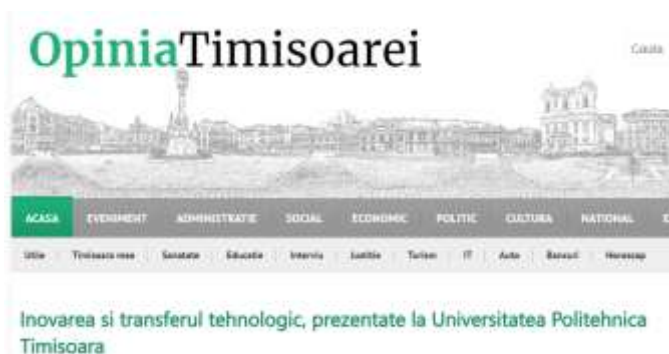 OpiniaTimisoarei
Cauta
ACASA EVENIMENT ADMINISTRATIE SOCIAL ECONOMIC POLITIC CULTURA NATIONAL
Utile Timisoara mea Sanatate Educatie Interviu Justitie Turism IT Auto Bancuri Horoscop
Inovarea si transferul tehnologic, prezentate la Universitatea Politehnica
Timisoara